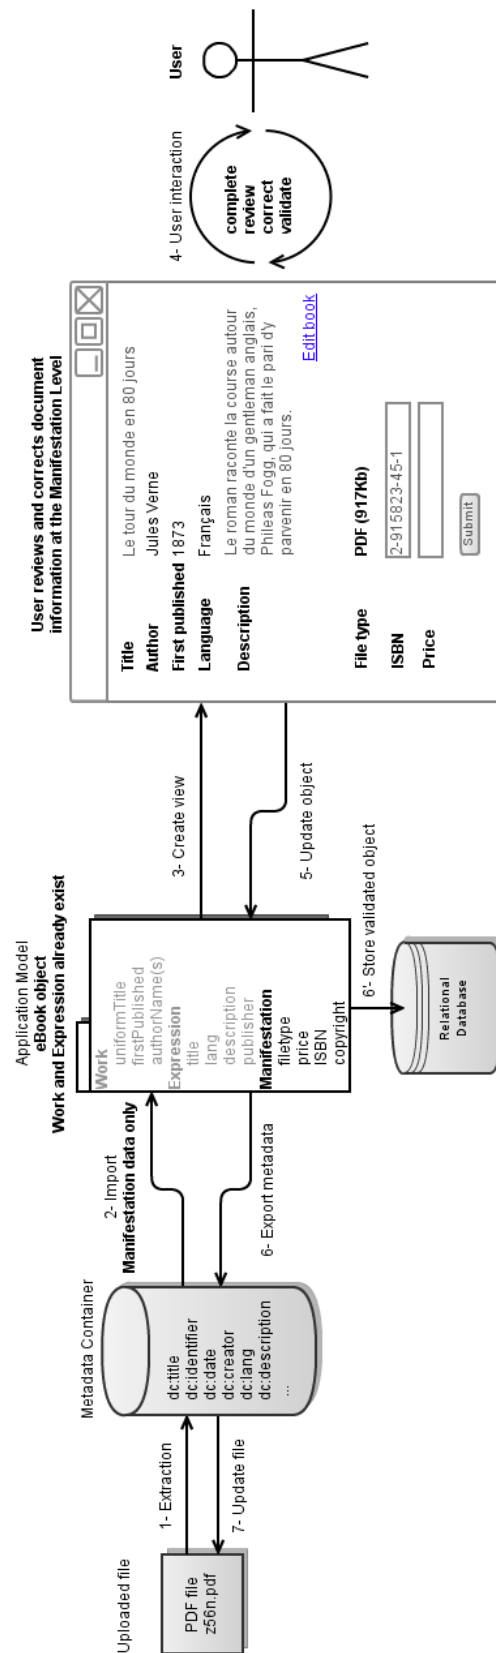 Uploaded file
PDF file
z56n.pdf
1- Extraction
7- Update file
Metadata Container
dc:title
dc:identifier
dc:date
dc:creator
dc:lang
dc:description
...
2- Import
Manifestation data only
6- Export metadata
Application Model
eBook object
Work and Expression already exist
Work
uniformTitle
firstPublished
authorName(s)
Expression
title
lang
description
publisher
Manifestation
filetype
price
ISBN
copyright
6'- Store validated object
Relational
Database
3- Create view
5- Update object
User reviews and corrects document
information at the Manifestation Level
Title Le tour du monde en 80 jours
Author Jules Verne
First published 1873
Language Français
Description Le roman raconte la course autour
du monde d'un gentleman anglais,
Phileas Fogg, qui a fait le pari d'y
parvenir en 80 jours.
Edit book
File type PDF (917Kb)
ISBN 2-915823-45-1
Price
Submit
4- User interaction
complete
review
correct
validate
User